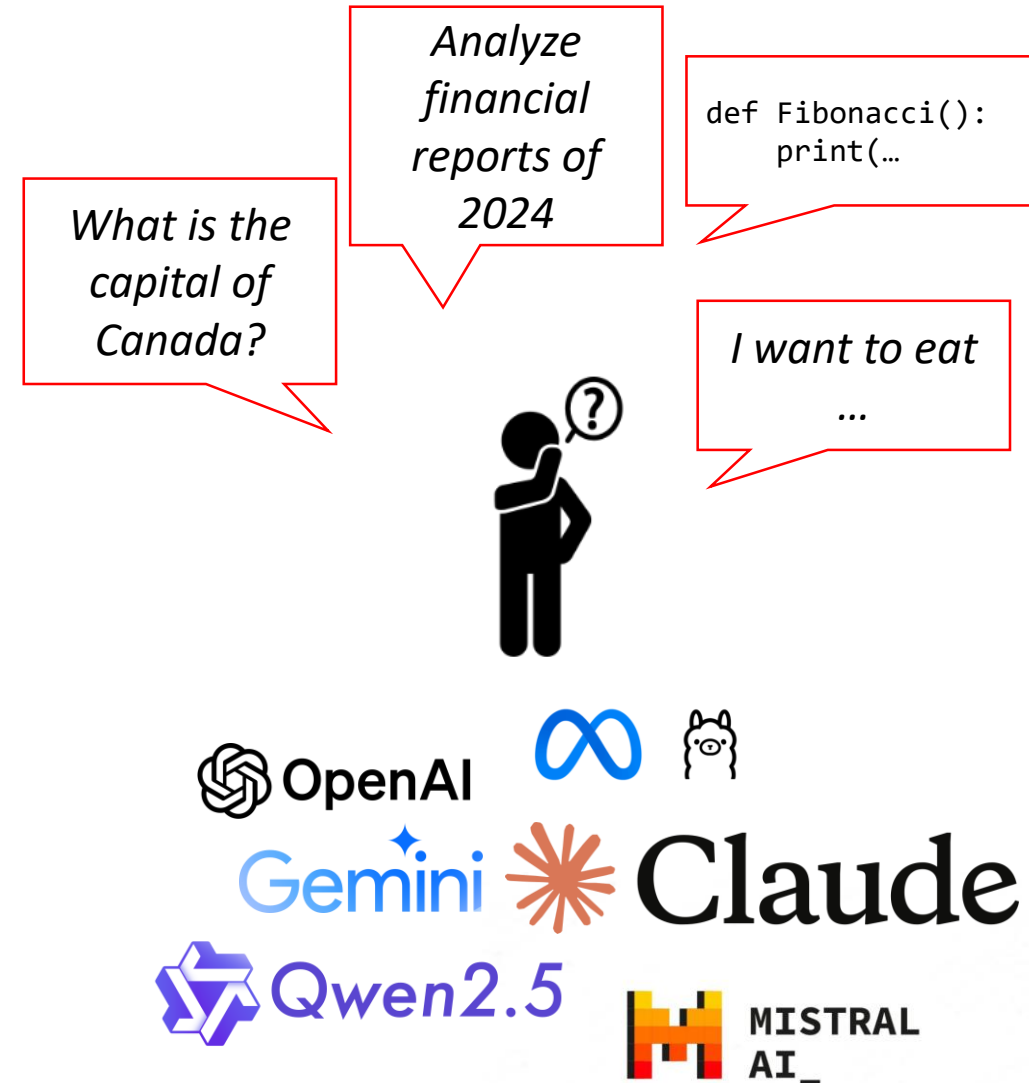 Analyze
financial
reports of
2024
def Fibonacci():
print(…
What is the
capital of
Canada?
I want to eat
…
?
OpenAI
Gemini
Claude
Qwen2.5
MISTRAL
AI_